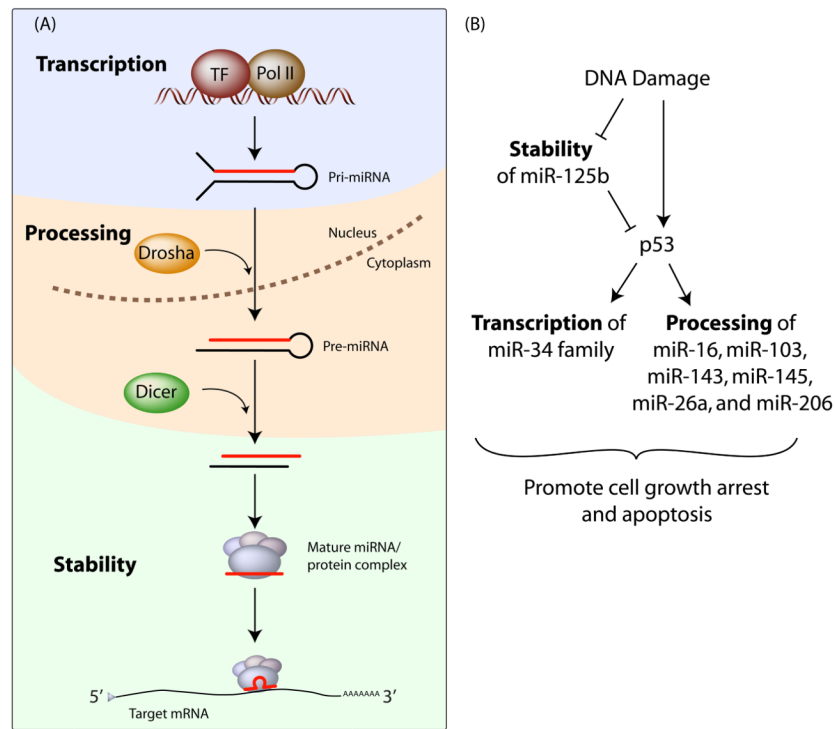 (A)
Transcription
TF
Pol II
Pri-miRNA
Processing
Nucleus
Drosha
Cytoplasm
Pre-miRNA
Dicer
Mature miRNA/
protein complex
Stability
5′
AAAAAAA
3′
Target mRNA
(B)
DNA Damage
Stability
of miR-125b
p53
Transcription of
miR-34 family
Processing of
miR-16, miR-103,
miR-143, miR-145,
miR-26a, and miR-206
Promote cell growth arrest
and apoptosis